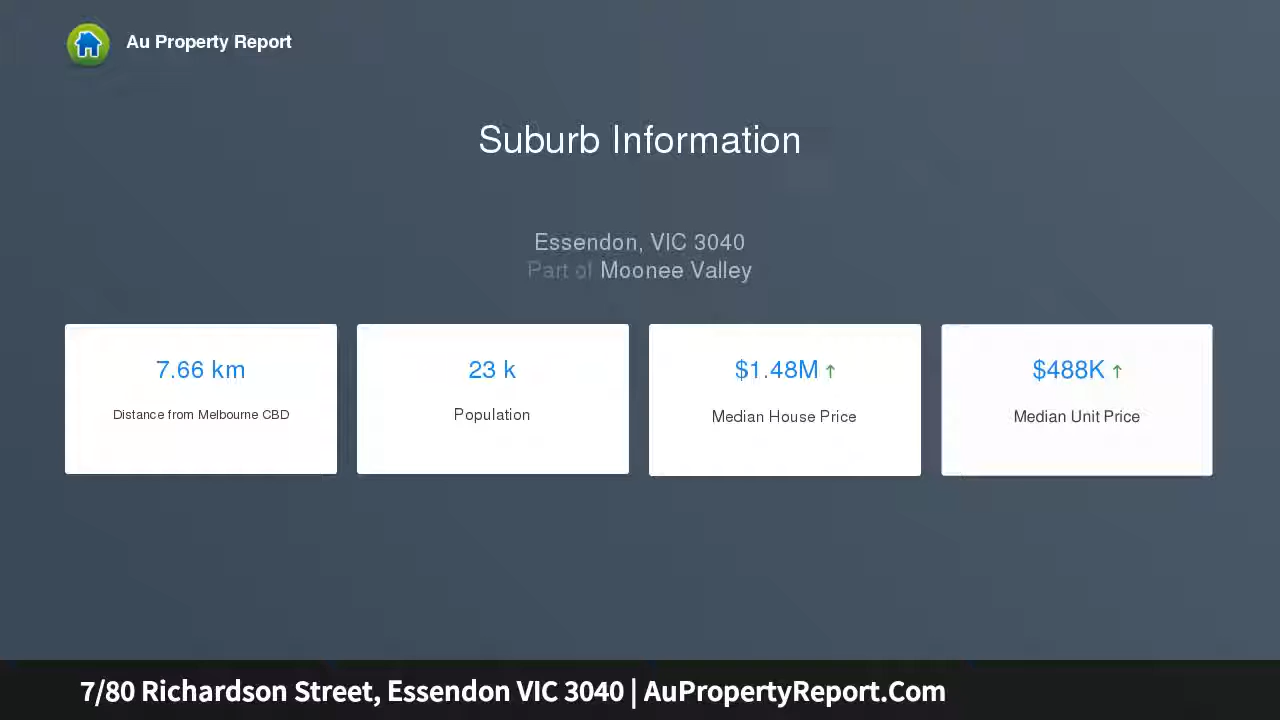 Au Property Report
Suburb Information
Essendon, VIC 3040
Part of Moonee Valley
7.66 km
Distance from Melbourne CBD
23 k
Population
$1.48M ↑
Median House Price
$488K ↑
Median Unit Price
7/80 Richardson Street, Essendon VIC 3040 | AuPropertyReport.Com